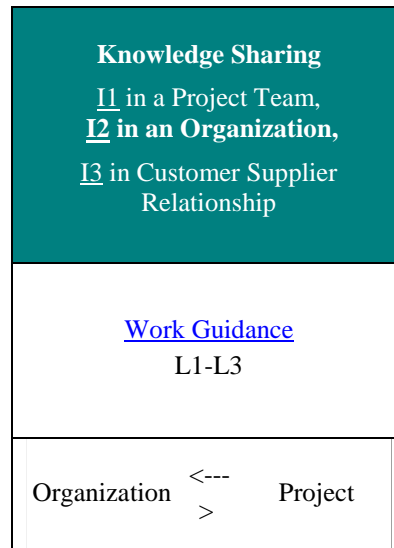 Knowledge Sharing
I1 in a Project Team,
I2 in an Organization,
I3 in Customer Supplier
Relationship
Work Guidance
L1-L3
Organization <--- Project
>